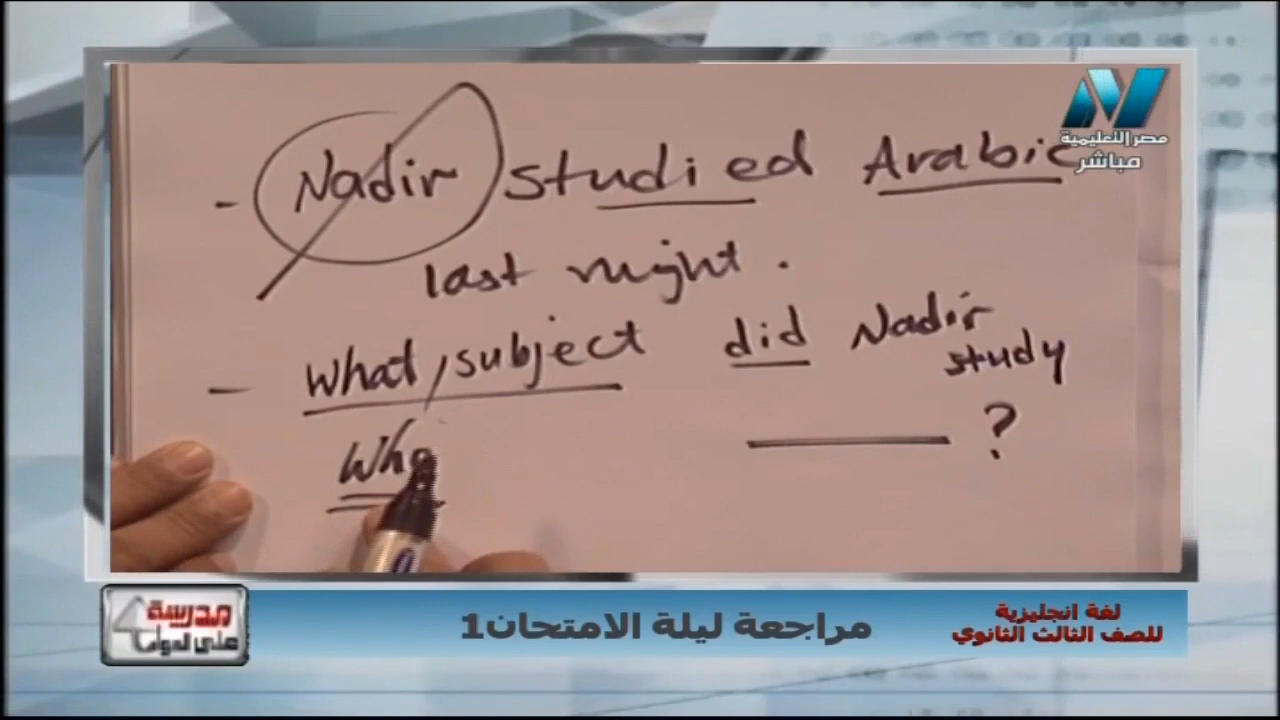 مصر التعليمية
مباشر
- Nadir studied Arabic
last night.
- What/subject did Nadir
study
Who
?
مدرسة
على الهواء
مراجعة ليلة الامتحان1
لغة انجليزية
للصف الثالث الثانوي